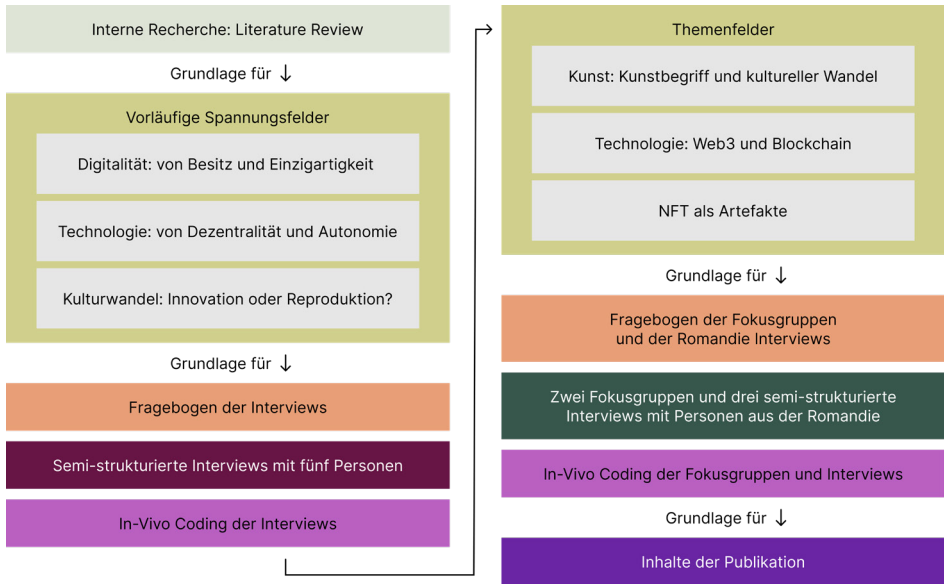 Interne Recherche: Literature Review
Grundlage für ↓
Vorläufige Spannungsfelder
Digitalität: von Besitz und Einzigartigkeit
Technologie: von Dezentralität und Autonomie
Kulturwandel: Innovation oder Reproduktion?
Grundlage für ↓
Fragebogen der Interviews
Semi-strukturierte Interviews mit fünf Personen
In-Vivo Coding der Interviews
Themenfelder
Kunst: Kunstbegriff und kultureller Wandel
Technologie: Web3 und Blockchain
NFT als Artefakte
Grundlage für ↓
Fragebogen der Fokusgruppen
und der Romandie Interviews
Zwei Fokusgruppen und drei semi-strukturierte
Interviews mit Personen aus der Romandie
In-Vivo Coding der Fokusgruppen und Interviews
Grundlage für ↓
Inhalte der Publikation